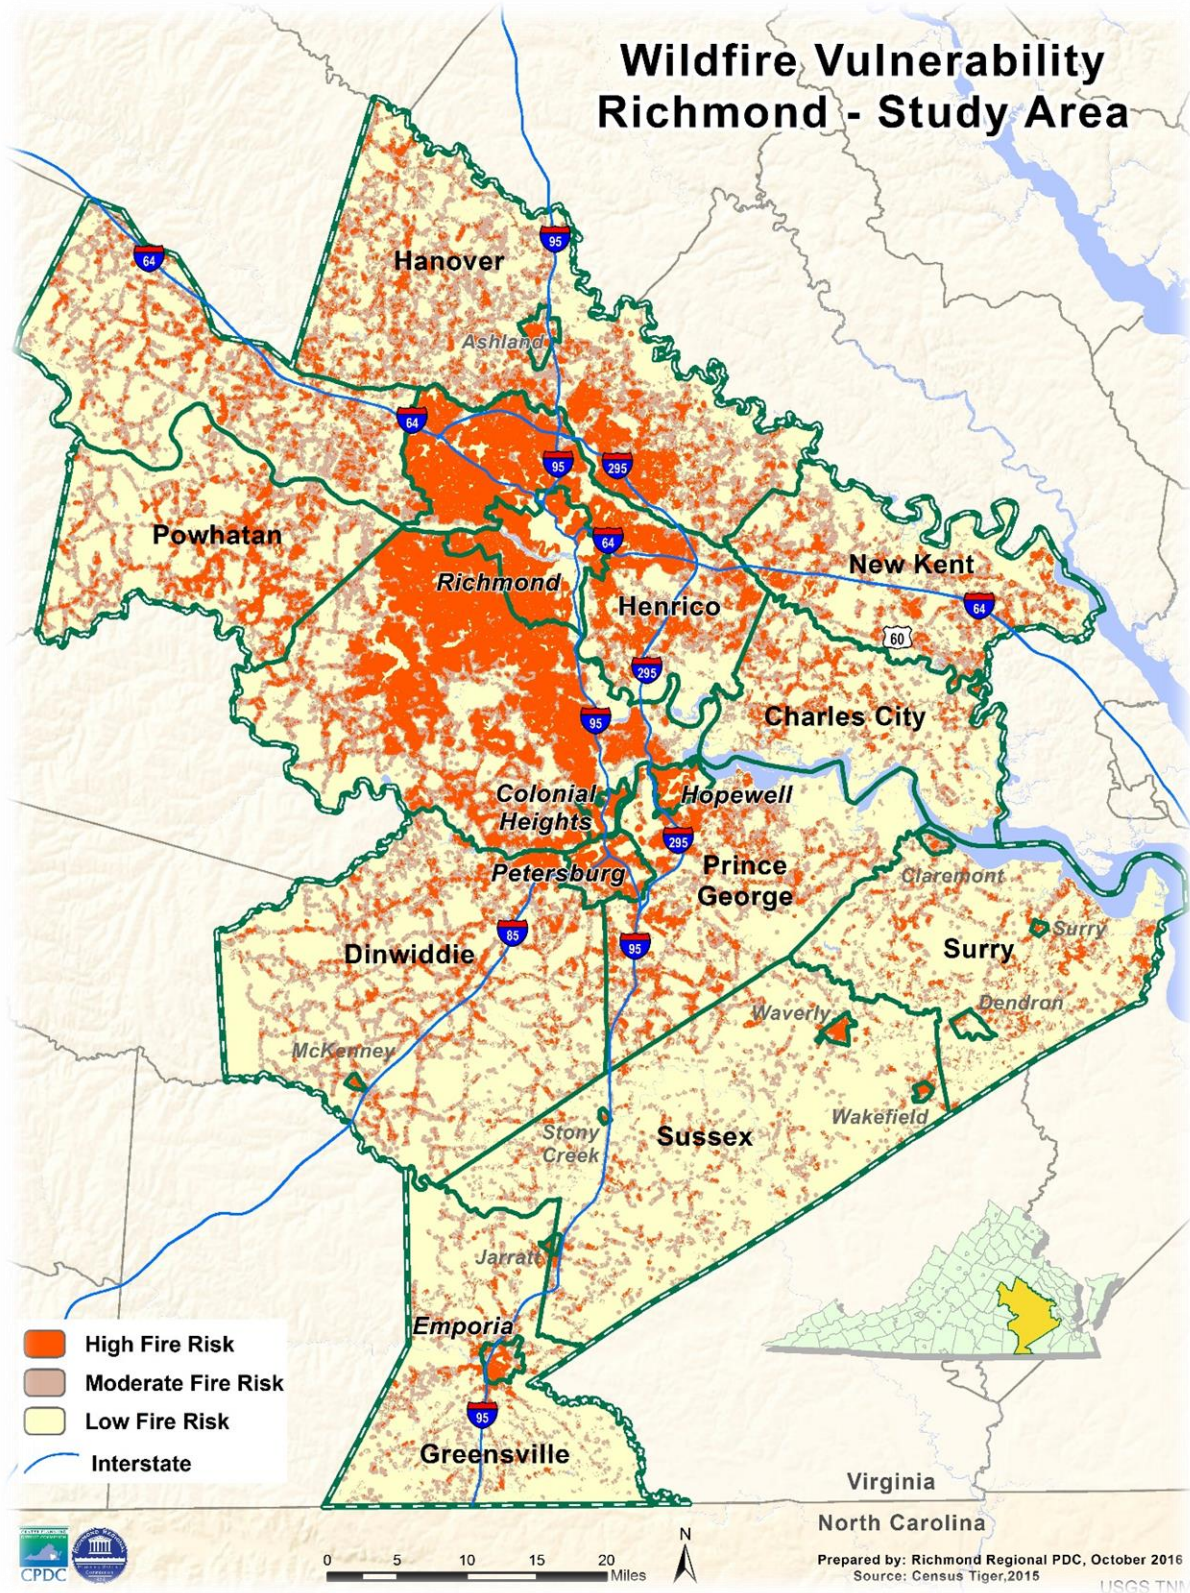 Wildfire Vulnerability
Richmond - Study Area
95
64
Hanover
Ashland
64
95
295
Powhatan
64
New Kent
Richmond
Henrico
64
60
295
95
Charles City
Colonial
Heights
Hopewell
295
Petersburg
Prince
George
Claremont
85
95
Surry
Dinwiddie
Surry
Waverly
Dendron
McKenney
Wakefield
Stony
Creek
Sussex
Jarratt
Emporia
95
Greensville
High Fire Risk
Moderate Fire Risk
Low Fire Risk
Interstate
Virginia
North Carolina
CPDC
0 5 10 15 20
Miles
N
Prepared by: Richmond Regional PDC, October 2016
Source: Census Tiger,2015
USGS